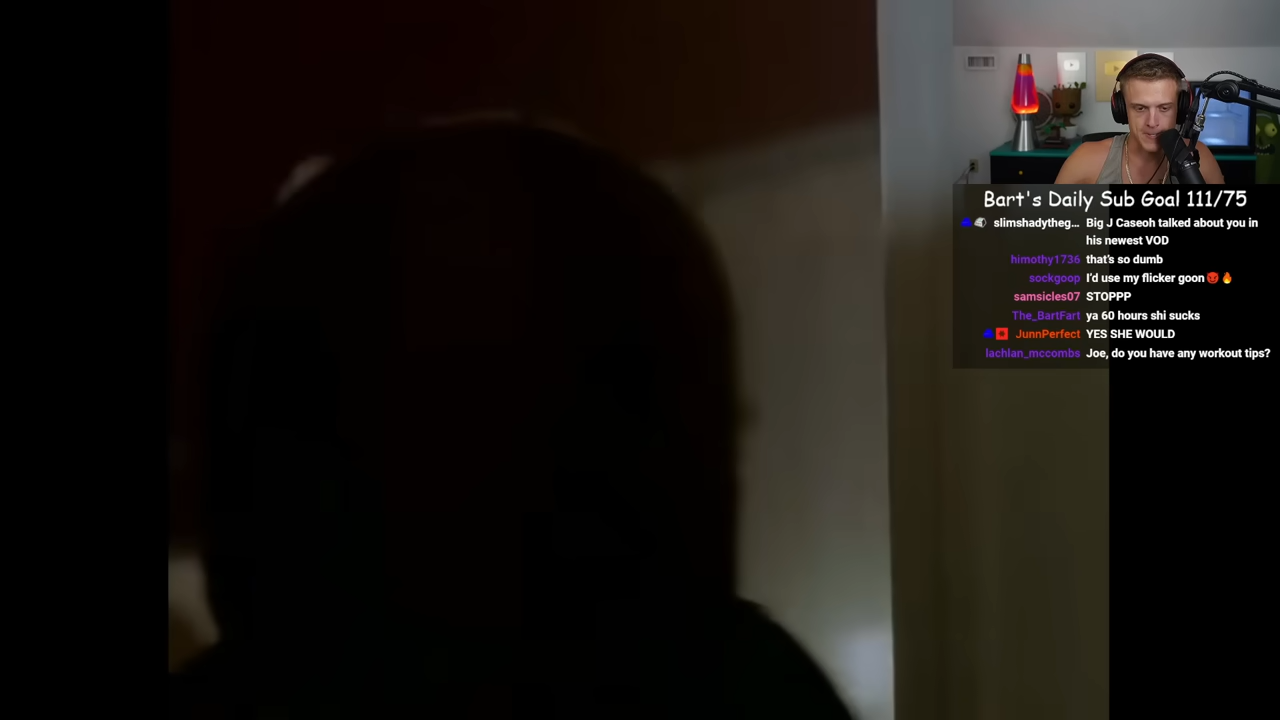 Bart's Daily Sub Goal 111/75
slimshadytheg... Big J Caseoh talked about you in
his newest VOD
himothy1736 that's so dumb
sockgoop I'd use my flicker goon😈🔥
samsicles07 STOPPP
The_BartFart ya 60 hours shi sucks
JunnPerfect YES SHE WOULD
lachlan_mccombs Joe, do you have any workout tips?